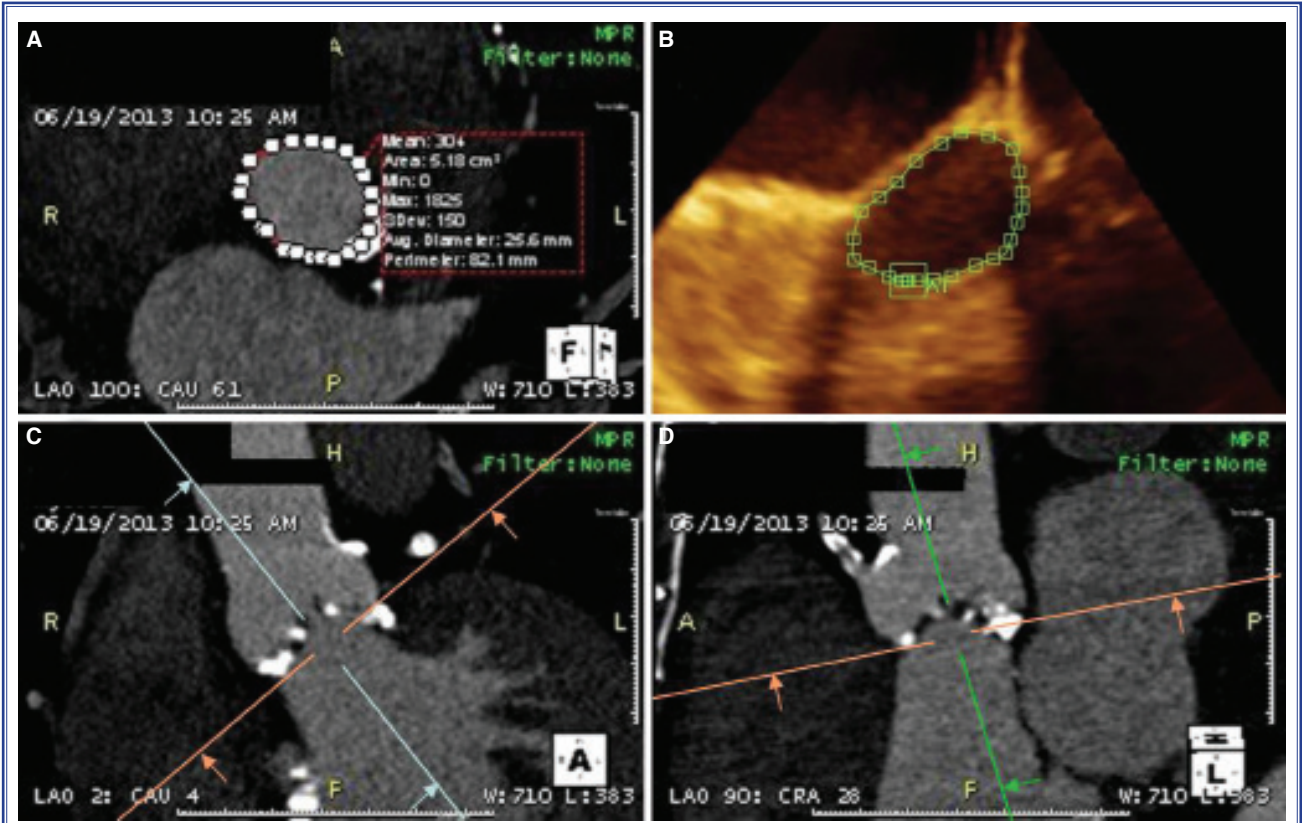 A
A
MPR
Filter:None
06/19/2013 10:25 AM
Mean: 304
Area: 5.18 cm²
Min: 0
Max: 1825
SDev: 150
Avg. Diameter: 25.6 mm
Perimeter: 82.1 mm
R
L
F
LAO 100: CAU 61
P
W:710 L:383
B
A1
C
H
MPR
Filter:None
06/19/2013 10:25 AM
R
L
A
LAO 2: CAU 4
F
W:710 L:383
D
H
MPR
Filter:None
06/19/2013 10:25 AM
A
P
H
L
LAO 90: CRA 28
F
W:710 L:383